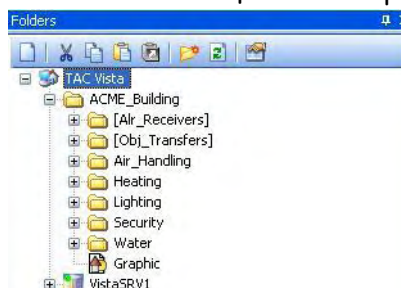 Folders
TAC Vista
ACME_Building
[Alr_Receivers]
[Obj_Transfers]
Air_Handling
Heating
Lighting
Security
Water
Graphic
VistaSRV1